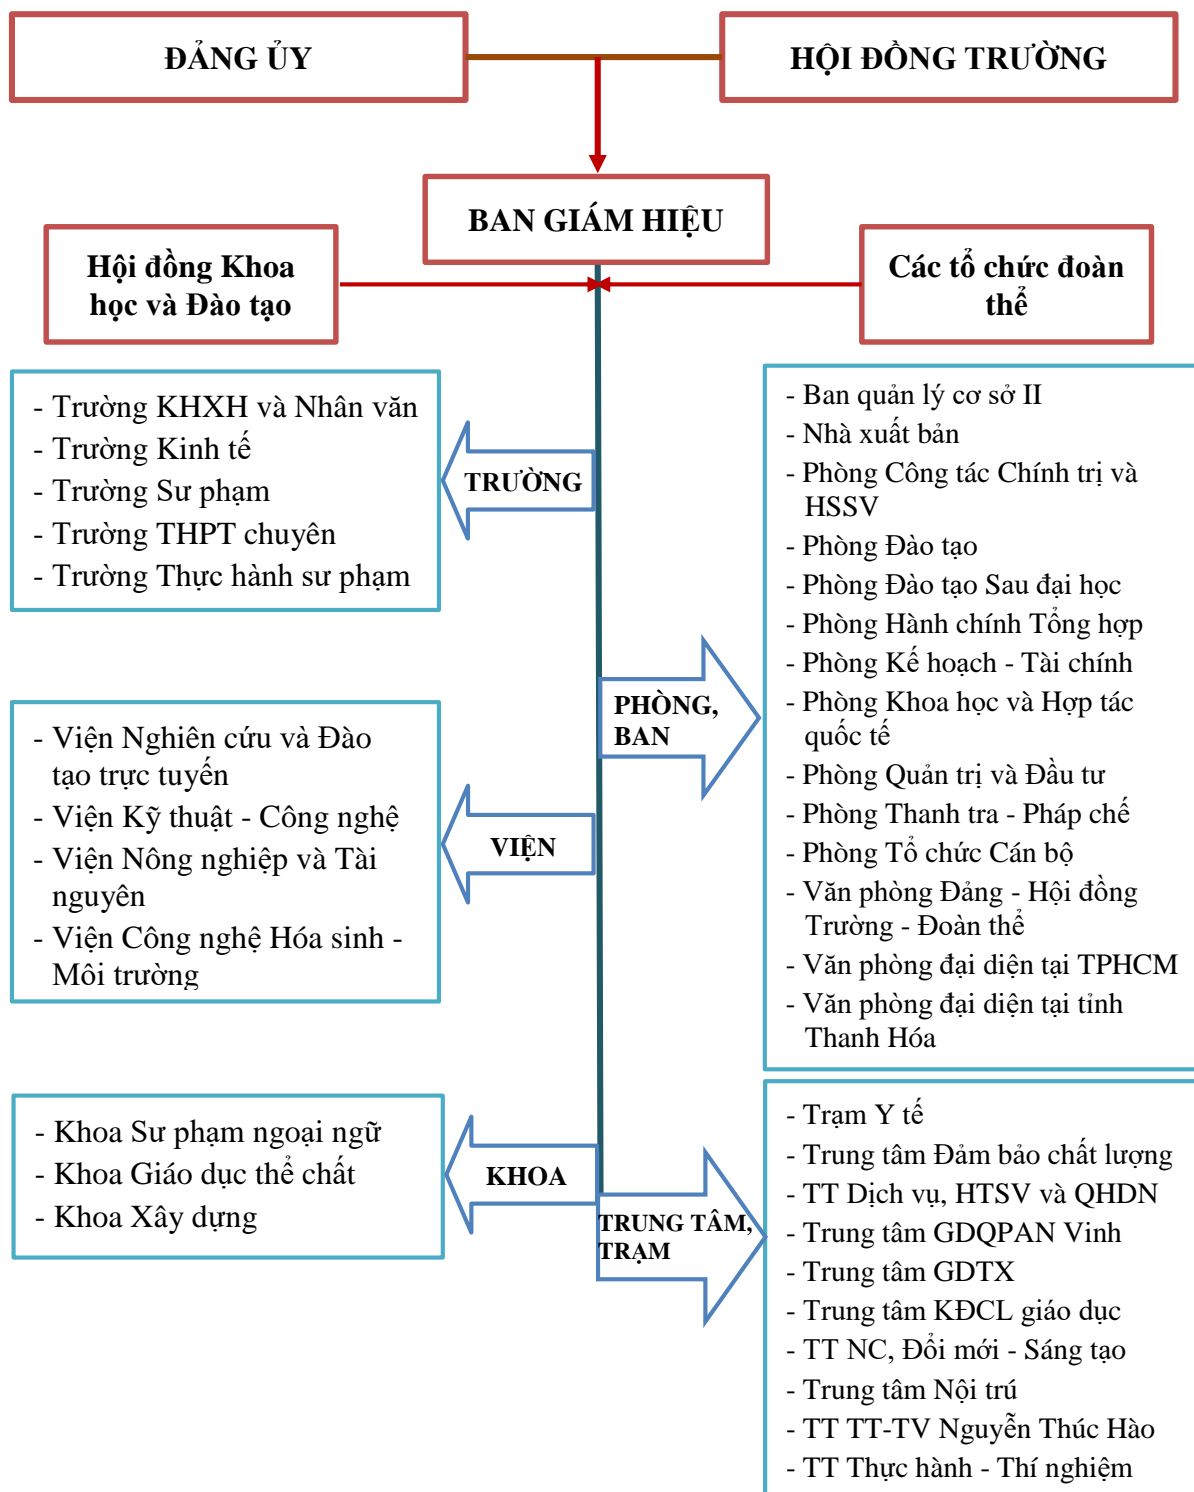 ĐẢNG ỦY
HỘI ĐỒNG TRƯỜNG
BAN GIÁM HIỆU
Hội đồng Khoa
học và Đào tạo
Các tổ chức đoàn
thể
- Trường KHXH và Nhân văn
- Trường Kinh tế
- Trường Sư phạm
- Trường THPT chuyên
- Trường Thực hành sư phạm
TRƯỜNG
- Ban quản lý cơ sở II
- Nhà xuất bản
- Phòng Công tác Chính trị và
HSSV
- Phòng Đào tạo
- Phòng Đào tạo Sau đại học
- Phòng Hành chính Tổng hợp
- Phòng Kế hoạch - Tài chính
- Phòng Khoa học và Hợp tác
quốc tế
- Phòng Quản trị và Đầu tư
- Phòng Thanh tra - Pháp chế
- Phòng Tổ chức Cán bộ
- Văn phòng Đảng - Hội đồng
Trường - Đoàn thể
- Văn phòng đại diện tại TPHCM
- Văn phòng đại diện tại tỉnh
Thanh Hóa
PHÒNG,
BAN
- Viện Nghiên cứu và Đào
tạo trực tuyến
- Viện Kỹ thuật - Công nghệ
- Viện Nông nghiệp và Tài
nguyên
- Viện Công nghệ Hóa sinh -
Môi trường
VIỆN
- Khoa Sư phạm ngoại ngữ
- Khoa Giáo dục thể chất
- Khoa Xây dựng
KHOA
TRUNG TÂM,
TRẠM
- Trạm Y tế
- Trung tâm Đảm bảo chất lượng
- TT Dịch vụ, HTSV và QHDN
- Trung tâm GDQPAN Vinh
- Trung tâm GDTX
- Trung tâm KĐCL giáo dục
- TT NC, Đổi mới - Sáng tạo
- Trung tâm Nội trú
- TT TT-TV Nguyễn Thúc Hào
- TT Thực hành - Thí nghiệm